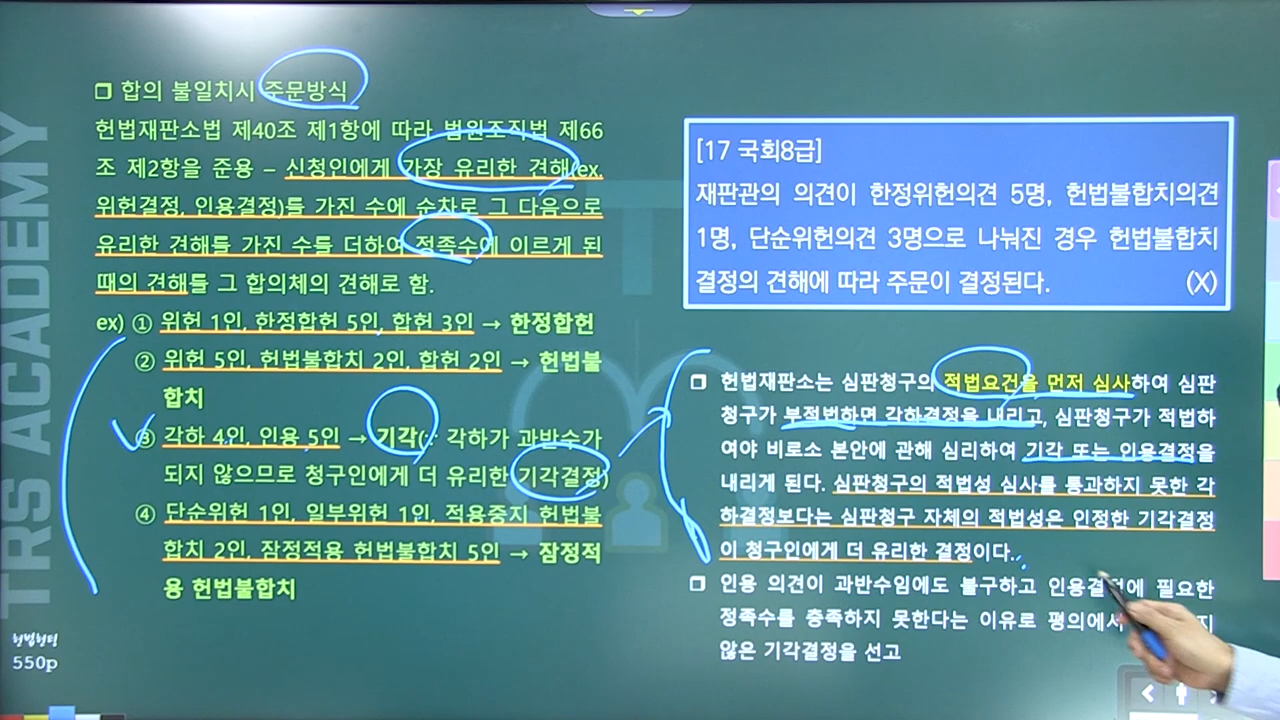 ❐ 합의 불일치시 주문방식
헌법재판소법 제40조 제1항에 따라 법원조직법 제66
조 제2항을 준용 – 신청인에게 가장 유리한 견해(ex.
위헌결정, 인용결정)를 가진 수에 순차로 그 다음으로
유리한 견해를 가진 수를 더하여 정족수에 이르게 된
때의 견해를 그 합의체의 견해로 함.
ex) ① 위헌 1인, 한정합헌 5인, 합헌 3인 → 한정합헌
② 위헌 5인, 헌법불합치 2인, 합헌 2인 → 헌법불
합치
③ 각하 4인, 인용 5인 → 기각(∵ 각하가 과반수가
되지 않으므로 청구인에게 더 유리한 기각결정)
④ 단순위헌 1인, 일부위헌 1인, 적용중지 헌법불
합치 2인, 잠정적용 헌법불합치 5인 → 잠정적
용 헌법불합치
[17 국회8급]
재판관의 의견이 한정위헌의견 5명, 헌법불합치의견
1명, 단순위헌의견 3명으로 나눠진 경우 헌법불합치
결정의 견해에 따라 주문이 결정된다. (X)
❐ 헌법재판소는 심판청구의 적법요건을 먼저 심사하여 심판
청구가 부적법하면 각하결정을 내리고, 심판청구가 적법하
여야 비로소 본안에 관해 심리하여 기각 또는 인용결정을
내리게 된다. 심판청구의 적법성 심사를 통과하지 못한 각
하결정보다는 심판청구 자체의 적법성은 인정한 기각결정
이 청구인에게 더 유리한 결정이다.
❐ 인용 의견이 과반수임에도 불구하고 인용결정에 필요한
정족수를 충족하지 못한다는 이유로 평의에서
않은 기각결정을 선고
TRS ACADEMY
550p